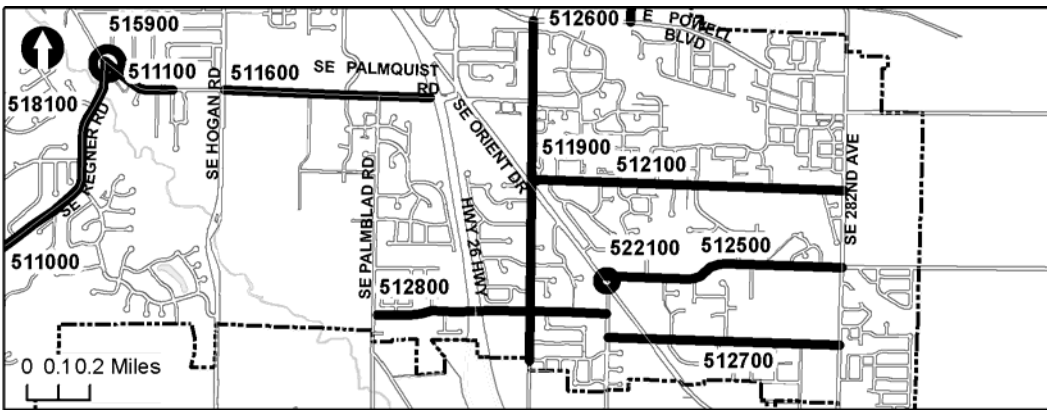 515900
512600
E POWELL
BLVD
511100
511600
SE PALMQUIST
RD
518100
SE REGNER RD
SE HOGAN RD
SE ORIENT DR
511900
512100
SE PALMBLAD RD
HWY 26 HWY
SE 282ND AVE
522100
512500
511000
512800
512700
0 0.1 0.2 Miles